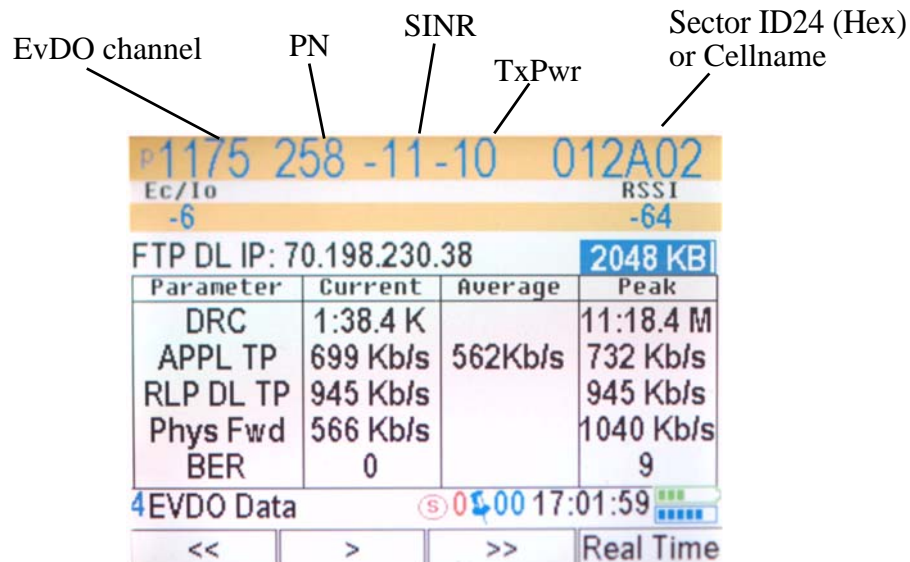 EvDO channel
PN
SINR
TxPwr
Sector ID24 (Hex)
or Cellname
P1175 258 -11 -10 012A02
Ec/Io RSSI
-6 -64
FTP DL IP: 70.198.230.38 2048 KB
Parameter Current Average Peak
DRC 1:38.4 K 11:18.4 M
APPL TP 699 Kb/s 562Kb/s 732 Kb/s
RLP DL TP 945 Kb/s 945 Kb/s
Phys Fwd 566 Kb/s 1040 Kb/s
BER 0 9
4 EVDO Data S 0 00 17:01:59
<< > >> Real Time